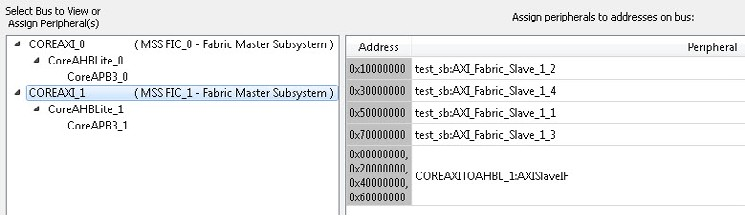 Select Bus to View or
Assign Peripheral(s)
Assign peripherals to addresses on bus:
COREAXI_0 ( MSS FIC_0 - Fabric Master Subsystem )
CoreAHBLite_0
CoreAPB3_0
COREAXI_1 ( MSS FIC_1 - Fabric Master Subsystem )
CoreAHBLite_1
CoreAPB3_1
Address Peripheral
0x10000000 test_sb:AXI_Fabric_Slave_1_2
0x30000000 test_sb:AXI_Fabric_Slave_1_4
0x50000000 test_sb:AXI_Fabric_Slave_1_1
0x70000000 test_sb:AXI_Fabric_Slave_1_3
0x00000000,
0x20000000,
0x40000000,
0x60000000
COREAXITOAHBL_1:AXISlaveIF